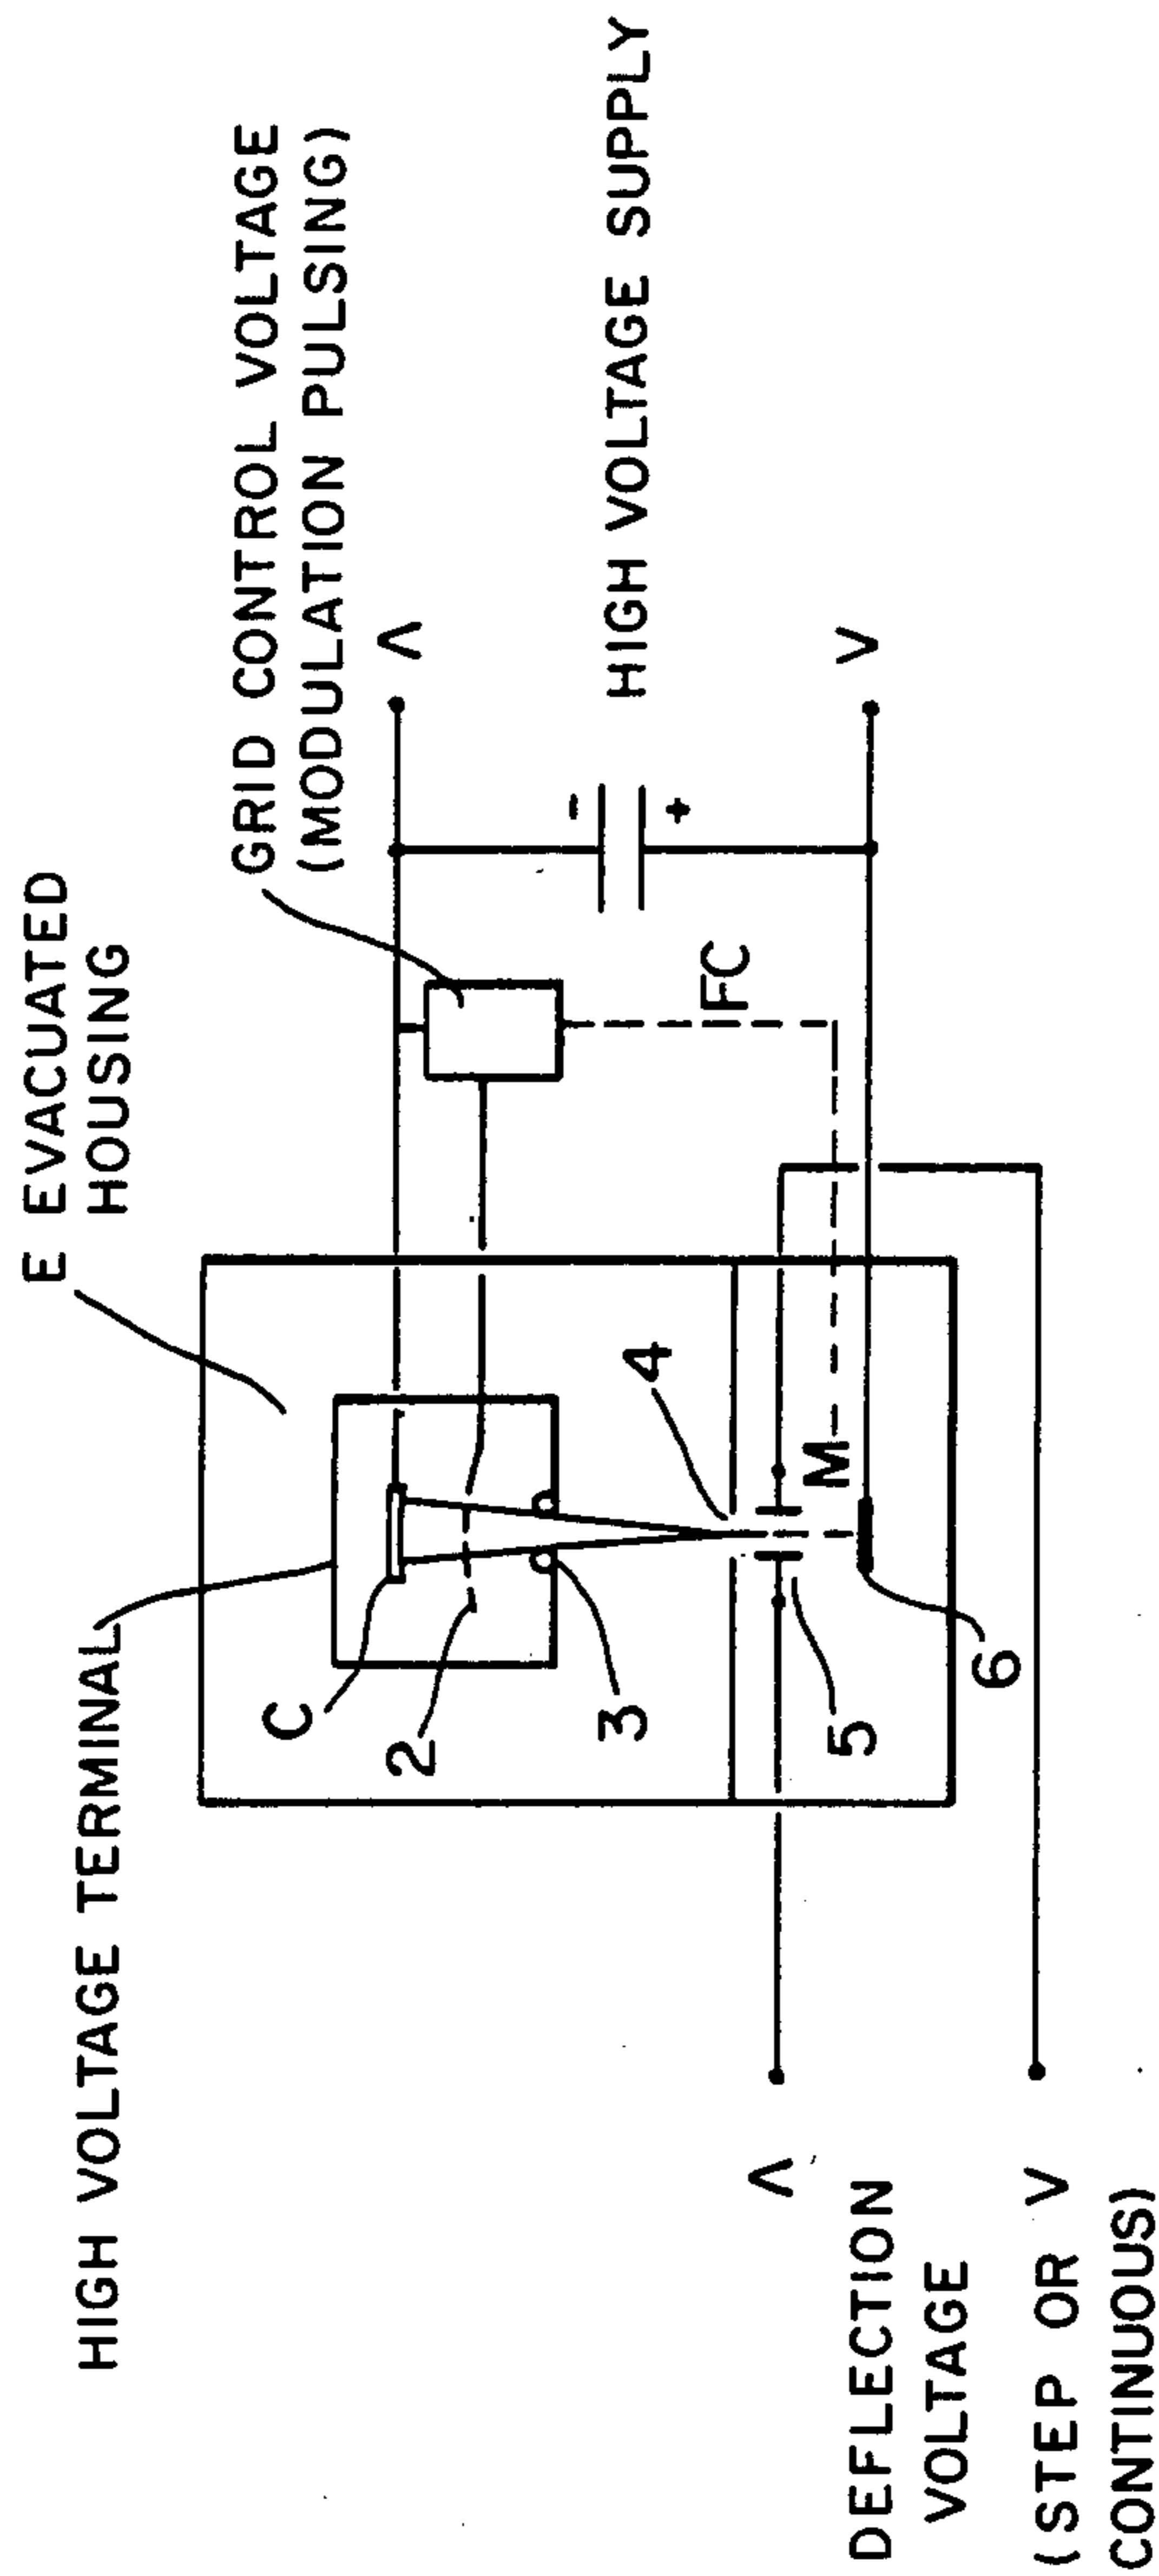 E EVACUATED
HOUSING
HIGH VOLTAGE TERMINAL
GRID CONTROL VOLTAGE
(MODULATION PULSING)
C
2
3
4
5
M
6
FC
-
+
HIGH VOLTAGE SUPPLY
<
>
<
DEFLECTION
VOLTAGE
(STEP OR >
CONTINUOUS)